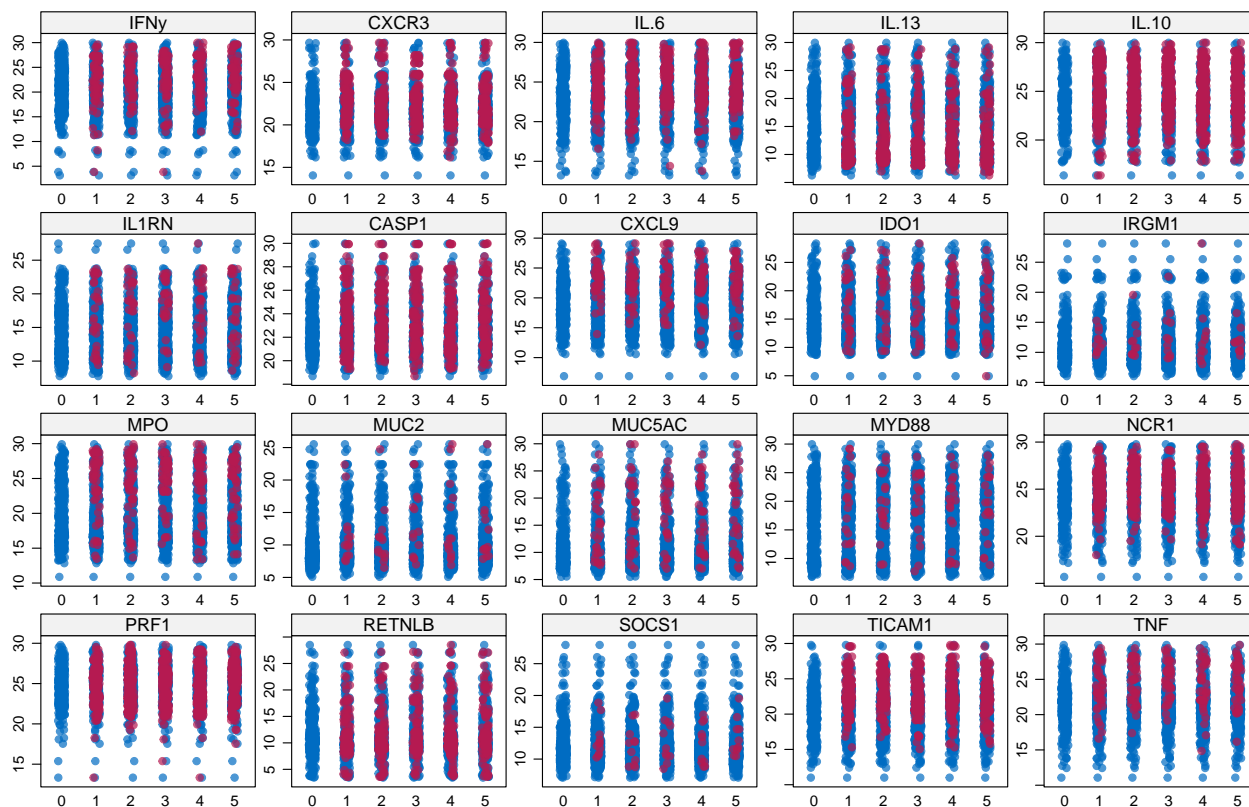 IFNy CXCR3 IL.6 IL.13 IL.10
30 25 20 15 10 5
30 25 20 15
30 25 20 15
30 25 20 15 10
30 25 20
0 1 2 3 4 5 0 1 2 3 4 5 0 1 2 3 4 5 0 1 2 3 4 5 0 1 2 3 4 5
IL1RN CASP1 CXCL9 IDO1 IRGM1
25 20 15 10
30 28 26 24 22 20 18
30 25 20 15 10
30 25 20 15 10 5
25 20 15 10 5
0 1 2 3 4 5 0 1 2 3 4 5 0 1 2 3 4 5 0 1 2 3 4 5 0 1 2 3 4 5
MPO MUC2 MUC5AC MYD88 NCR1
30 25 20 15 10
25 20 15 10 5
30 25 20 15 10 5
30 25 20 15 10
30 25 20
0 1 2 3 4 5 0 1 2 3 4 5 0 1 2 3 4 5 0 1 2 3 4 5 0 1 2 3 4 5
PRF1 RETNLB SOCS1 TICAM1 TNF
30 25 20 15
25 20 15 10 5
25 20 15 10
30 25 20 15
30 25 20 15
0 1 2 3 4 5 0 1 2 3 4 5 0 1 2 3 4 5 0 1 2 3 4 5 0 1 2 3 4 5